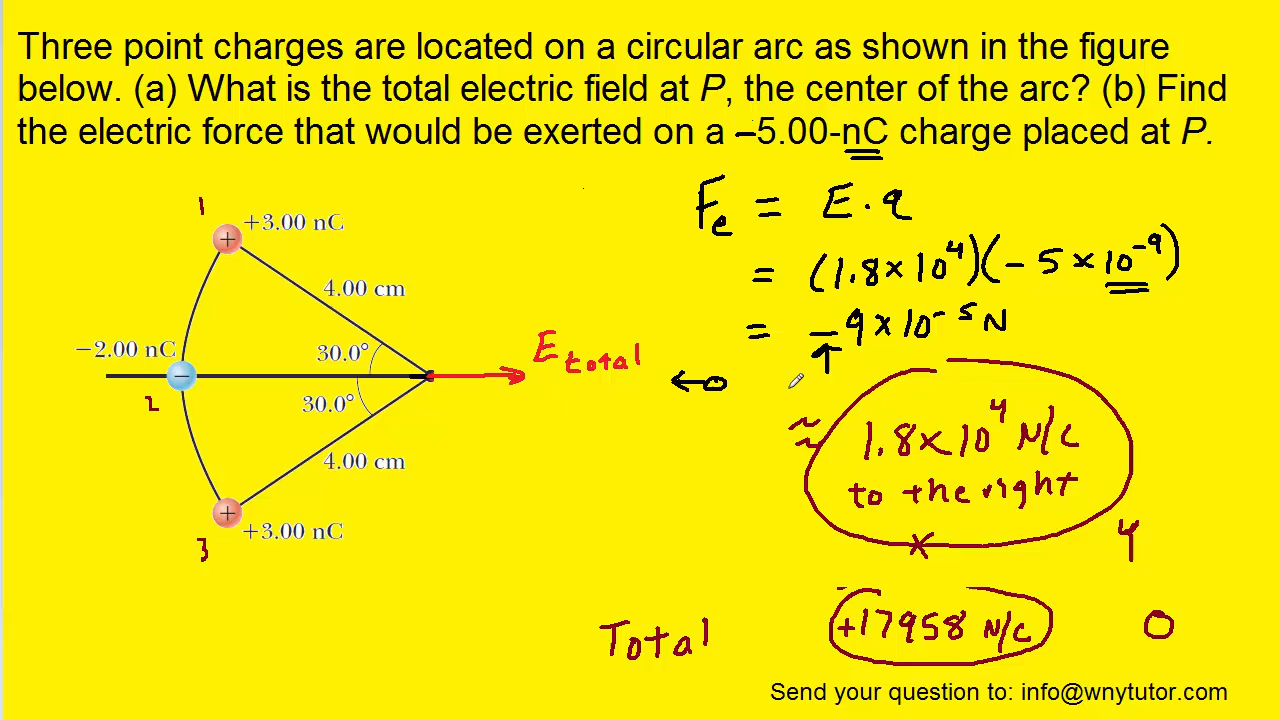 Three point charges are located on a circular arc as shown in the figure
below. (a) What is the total electric field at P, the center of the arc? (b) Find
the electric force that would be exerted on a –5.00-nC charge placed at P.
1
+3.00 nC
4.00 cm
−2.00 nC
30.0°
2
30.0°
4.00 cm
3
+3.00 nC
E total
Fe = E · q
= (1.8 × 10^4)(− 5 × 10^−9)
= −9 × 10^−5 N
≈ 1.8 × 10^4 N/C
to the right
x y
Total +17958 N/C 0
Send your question to: info@wnytutor.com